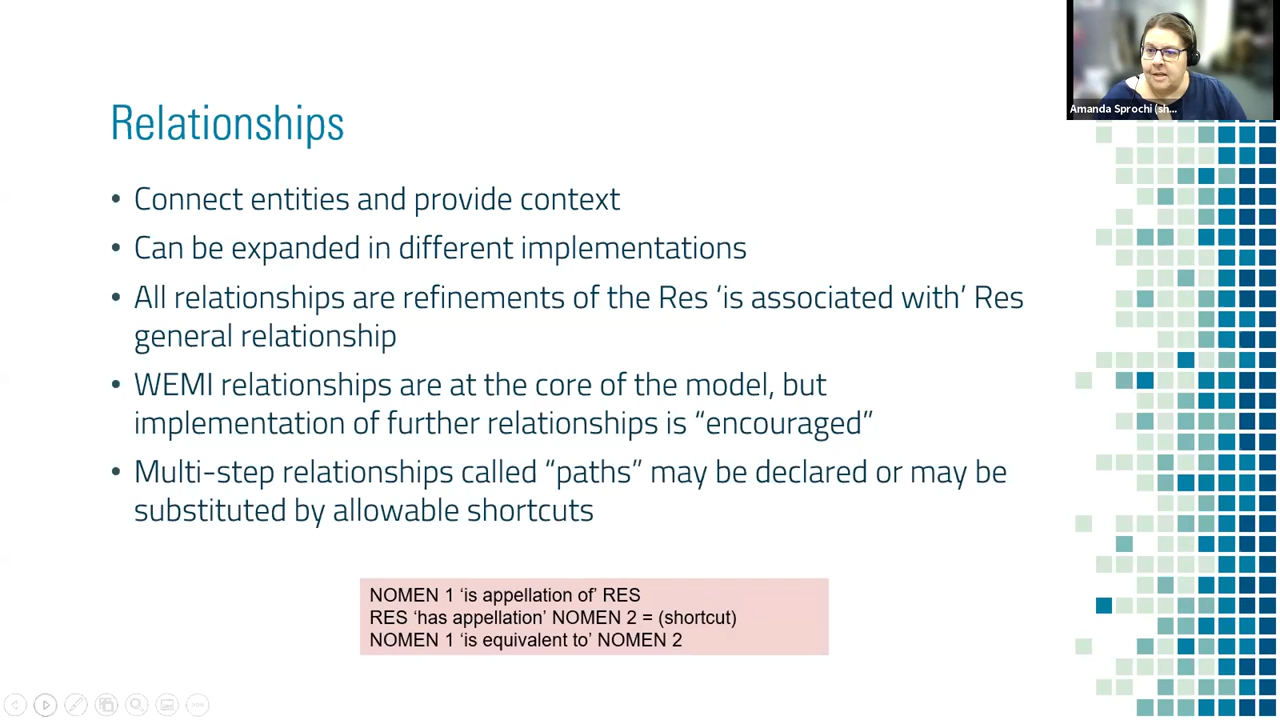 Amanda Sprochi (sh...
Relationships
• Connect entities and provide context
• Can be expanded in different implementations
• All relationships are refinements of the Res ‘is associated with’ Res
general relationship
• WEMI relationships are at the core of the model, but
implementation of further relationships is “encouraged”
• Multi-step relationships called “paths” may be declared or may be
substituted by allowable shortcuts
NOMEN 1 ‘is appellation of’ RES
RES ‘has appellation’ NOMEN 2 = (shortcut)
NOMEN 1 ‘is equivalent to’ NOMEN 2